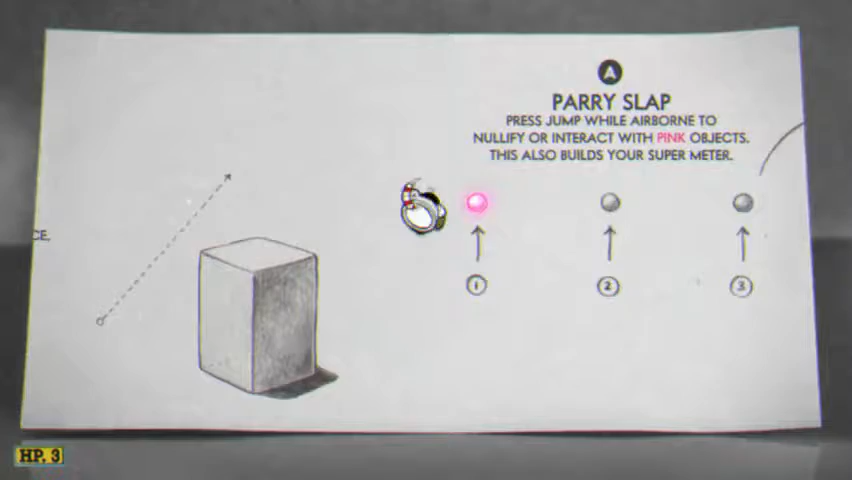 A
PARRY SLAP
PRESS JUMP WHILE AIRBORNE TO
NULLIFY OR INTERACT WITH PINK OBJECTS.
THIS ALSO BUILDS YOUR SUPER METER.
CE.
1 2 3
HP. 3